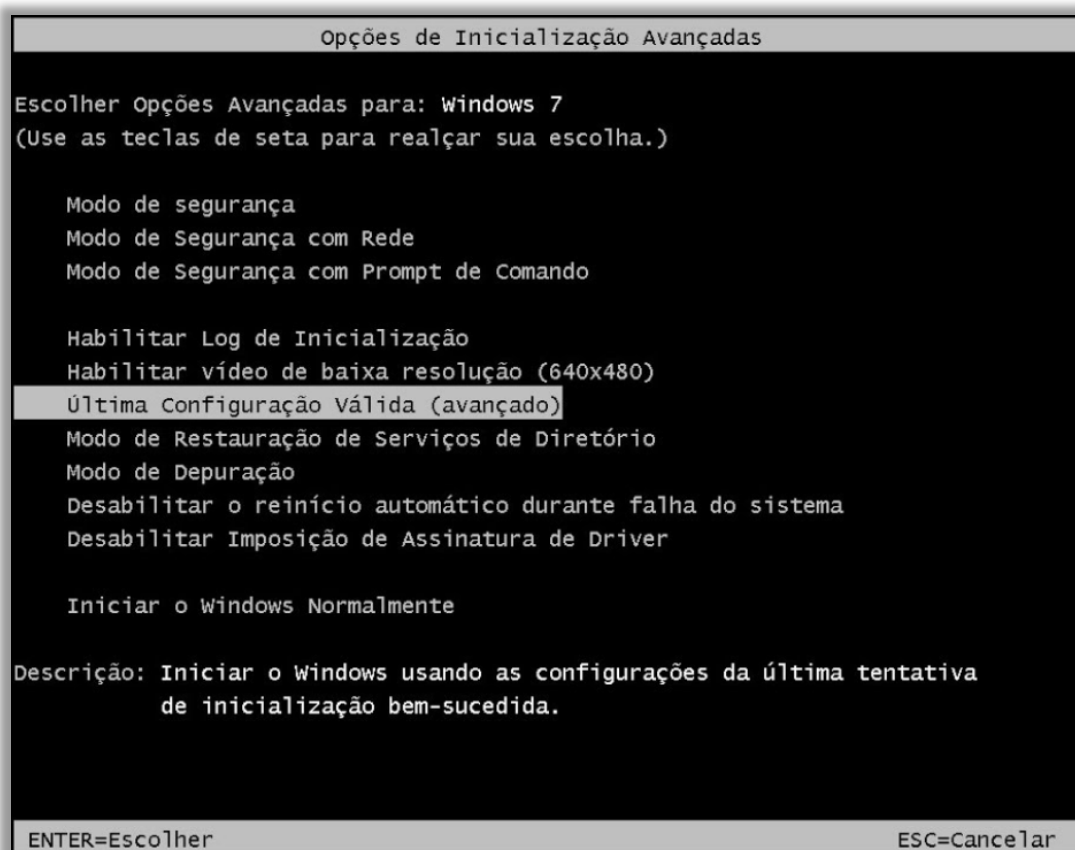 Opções de Inicialização Avançadas
Escolher Opções Avançadas para: Windows 7
(Use as teclas de seta para realçar sua escolha.)
Modo de segurança
Modo de Segurança com Rede
Modo de Segurança com Prompt de Comando
Habilitar Log de Inicialização
Habilitar vídeo de baixa resolução (640x480)
Última Configuração Válida (avançado)
Modo de Restauração de Serviços de Diretório
Modo de Depuração
Desabilitar o reinício automático durante falha do sistema
Desabilitar Imposição de Assinatura de Driver
Iniciar o Windows Normalmente
Descrição: Iniciar o Windows usando as configurações da última tentativa
de inicialização bem-sucedida.
ENTER=Escolher ESC=Cancelar